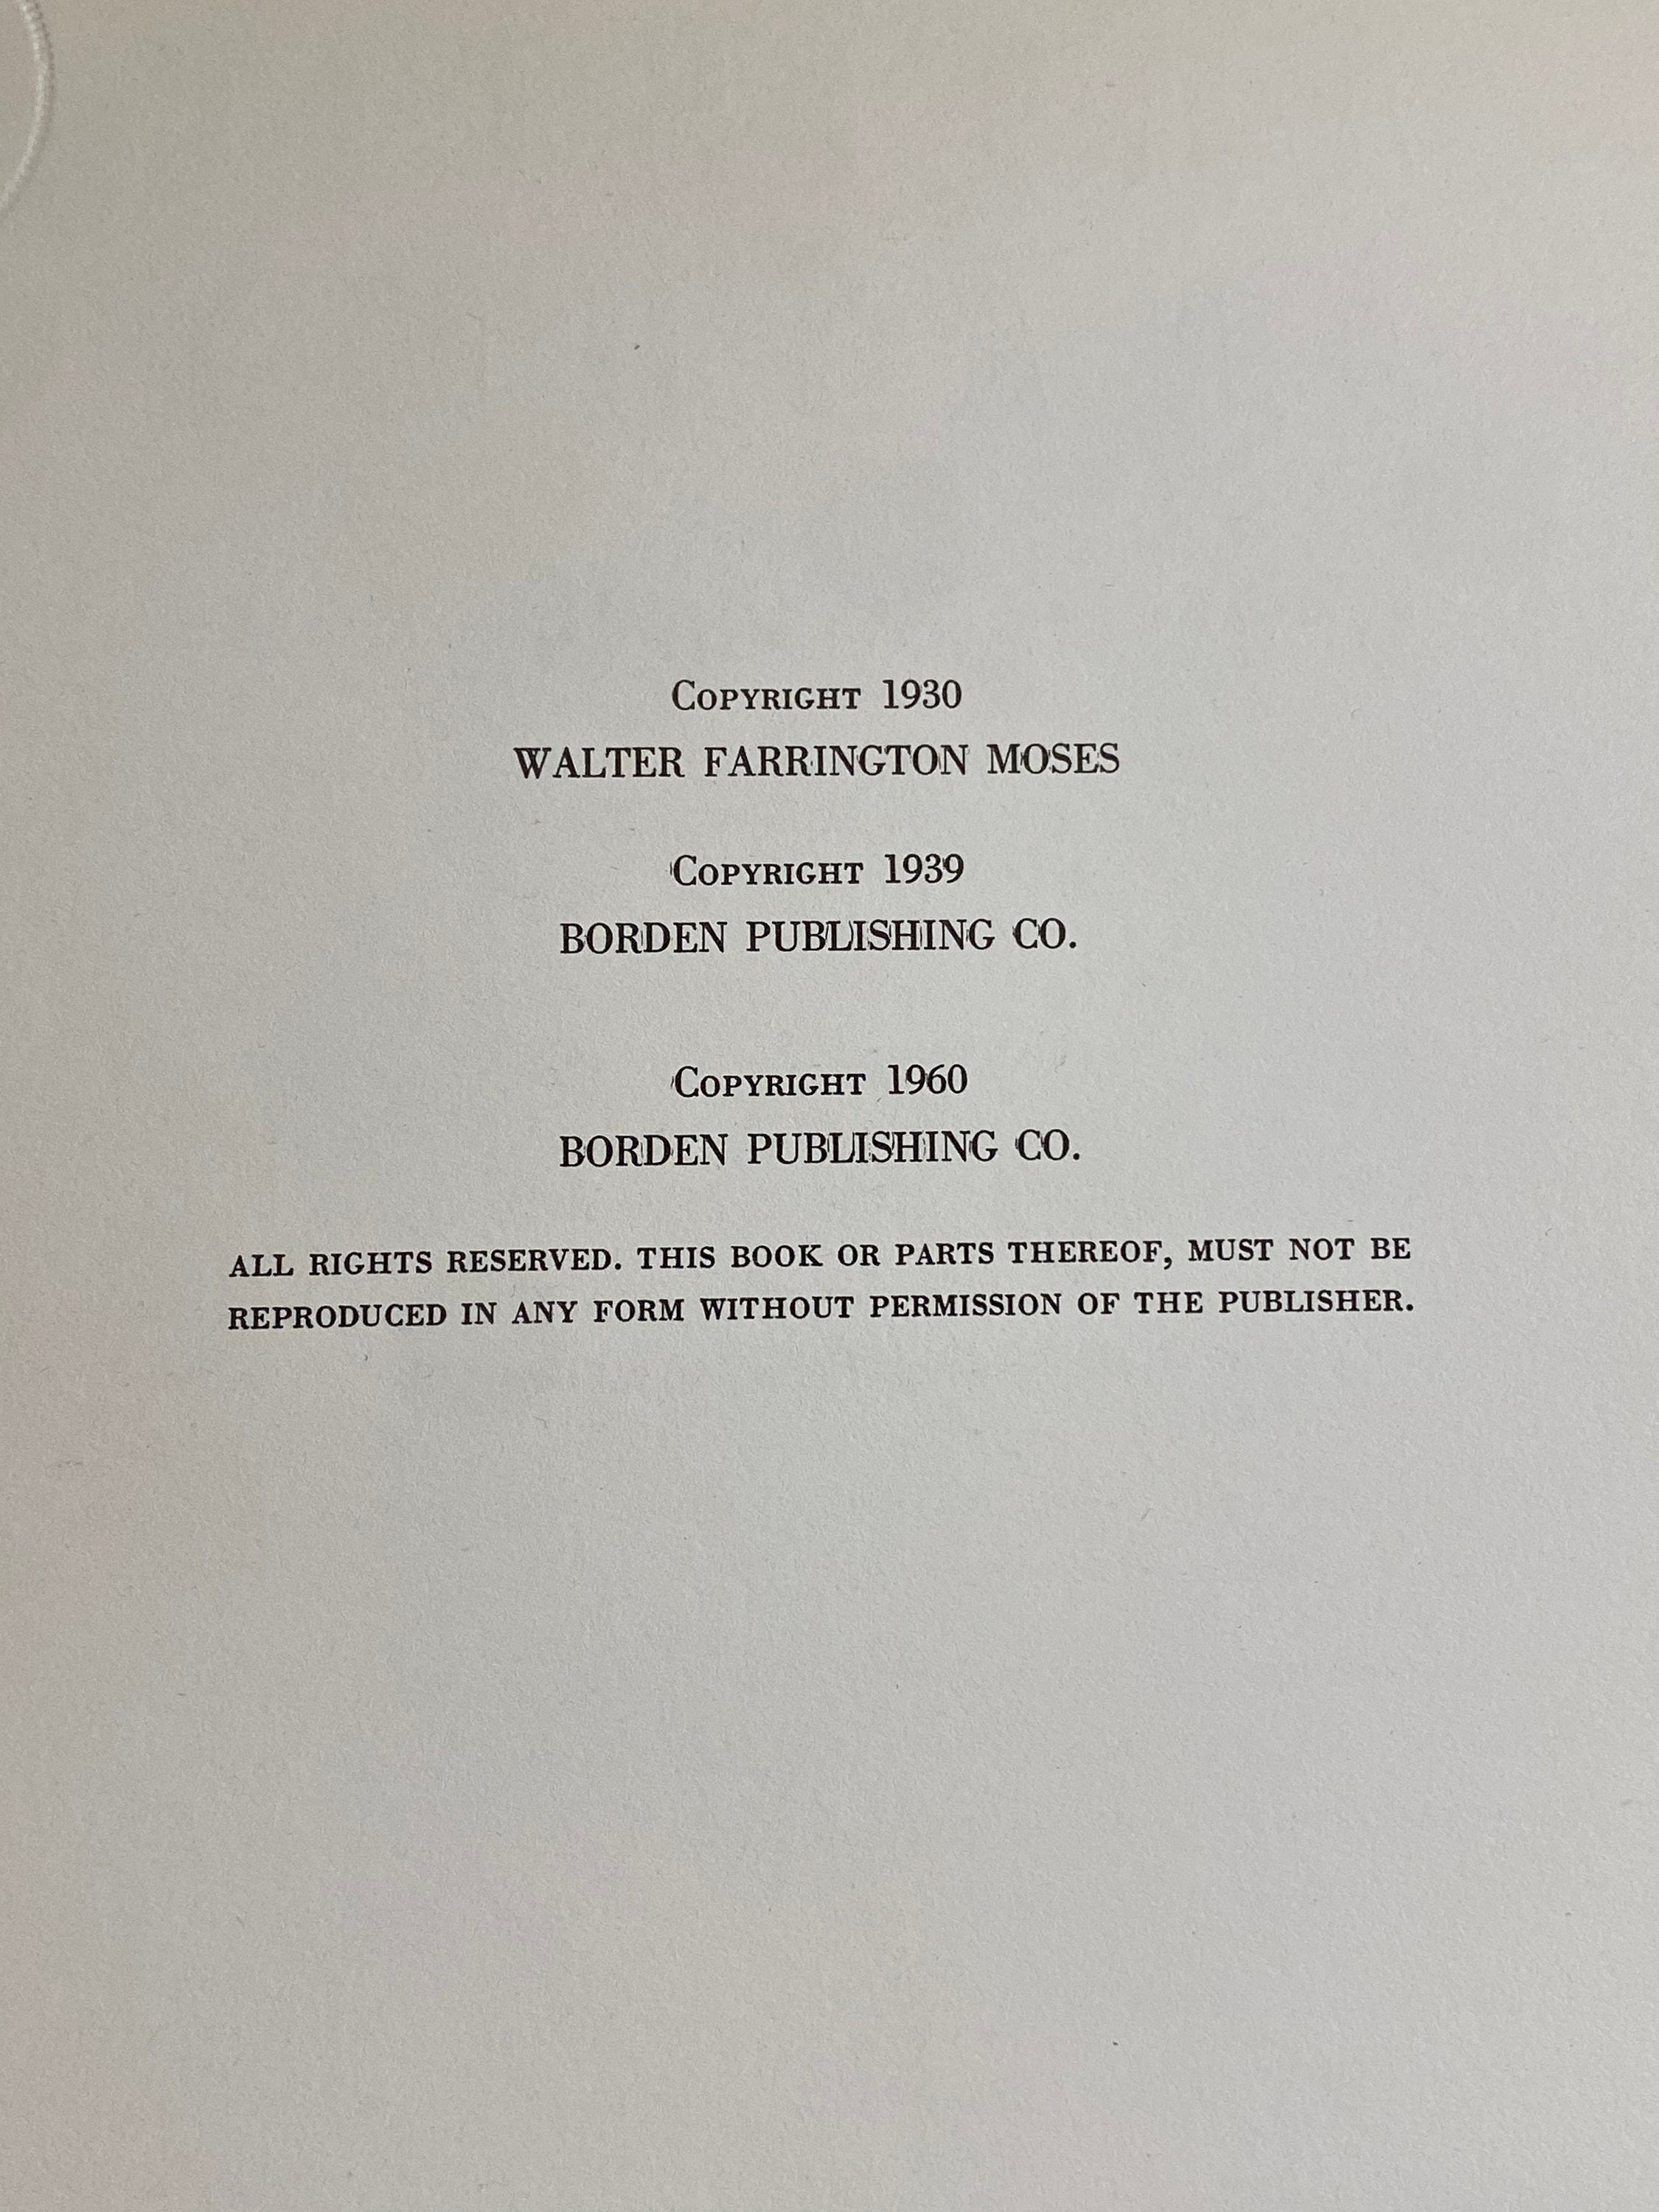 Copyright 1930
WALTER FARRINGTON MOSES
Copyright 1939
BORDEN PUBLISHING CO.
Copyright 1960
BORDEN PUBLISHING CO.
ALL RIGHTS RESERVED. THIS BOOK OR PARTS THEREOF, MUST NOT BE
REPRODUCED IN ANY FORM WITHOUT PERMISSION OF THE PUBLISHER.